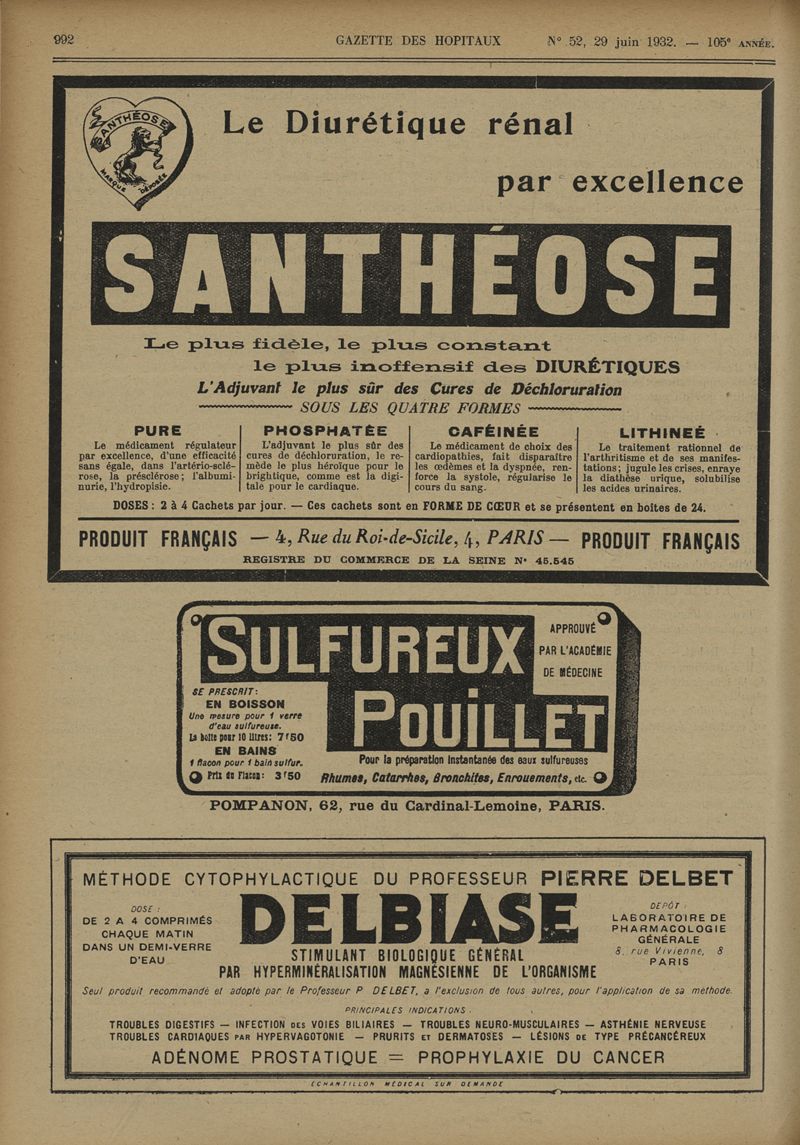 992
GAZETTE DES HOPITAUX
N° 52, 29 juin 1932. — 105e ANNÉE.
SANTHÉOSE
MARQUE DÉPOSÉE
Le Diurétique rénal
par excellence
SANTHÉOSE
Le plus fidèle, le plus constant
le plus inoffensif des DIURÉTIQUES
L'Adjuvant le plus sûr des Cures de Déchloruration
SOUS LES QUATRE FORMES
PURE
Le médicament régulateur
par excellence, d'une efficacité
sans égale, dans l'artério-sclé-
rose, la présclérose; l'albumi-
nurie, l'hydropisie.
PHOSPHATÉE
L'adjuvant le plus sûr des
cures de déchloruration, le re-
mède le plus héroïque pour le
brightique, comme est la digi-
tale pour le cardiaque.
CAFÉINÉE
Le médicament de choix des
cardiopathies, fait disparaître
les œdèmes et la dyspnée, ren-
force la systole, régularise le
cours du sang.
LITHINEÉ
Le traitement rationnel de
l'arthritisme et de ses manifes-
tations; jugule les crises, enraye
la diathèse urique, solubilise
les acides urinaires.
DOSES: 2 à 4 Cachets par jour. — Ces cachets sont en FORME DE CŒUR et se présentent en boîtes de 24.
PRODUIT FRANÇAIS — 4, Rue du Roi-de-Sicile, 4, PARIS — PRODUIT FRANÇAIS
REGISTRE DU COMMERCE DE LA SEINE N° 45.545
SULFUREUX
POUILLET
APPROUVÉ
PAR L'ACADÉMIE
DE MÉDECINE
SE PRESCRIT:
EN BOISSON
Une mesure pour 1 verre
d'eau sulfureuse.
La boîte pour 10 litres: 7f50
EN BAINS
1 flacon pour 1 bain sulfur.
Prix du Flacon: 3f50
Pour la préparation instantanée des eaux sulfureuses
Rhumes, Catarrhes, Bronchites, Enrouements, etc.
POMPANON, 62, rue du Cardinal-Lemoine, PARIS.
MÉTHODE CYTOPHYLACTIQUE DU PROFESSEUR PIERRE DELBET
DOSE :
DE 2 A 4 COMPRIMÉS
CHAQUE MATIN
DANS UN DEMI-VERRE
D'EAU
DELBIASE
STIMULANT BIOLOGIQUE GÉNÉRAL
PAR HYPERMINÉRALISATION MAGNÉSIENNE DE L'ORGANISME
DEPÔT :
LABORATOIRE DE
PHARMACOLOGIE
GÉNÉRALE
8, rue Vivienne, 8
PARIS
Seul produit recommandé et adopté par le Professeur P. DELBET, a l'exclusion de tous autres, pour l'application de sa méthode.
PRINCIPALES INDICATIONS :
TROUBLES DIGESTIFS — INFECTION DES VOIES BILIAIRES — TROUBLES NEURO-MUSCULAIRES — ASTHÉNIE NERVEUSE
TROUBLES CARDIAQUES PAR HYPERVAGOTONIE — PRURITS ET DERMATOSES — LÉSIONS DE TYPE PRÉCANCÉREUX
ADÉNOME PROSTATIQUE = PROPHYLAXIE DU CANCER
ÉCHANTILLON MÉDICAL SUR DEMANDE